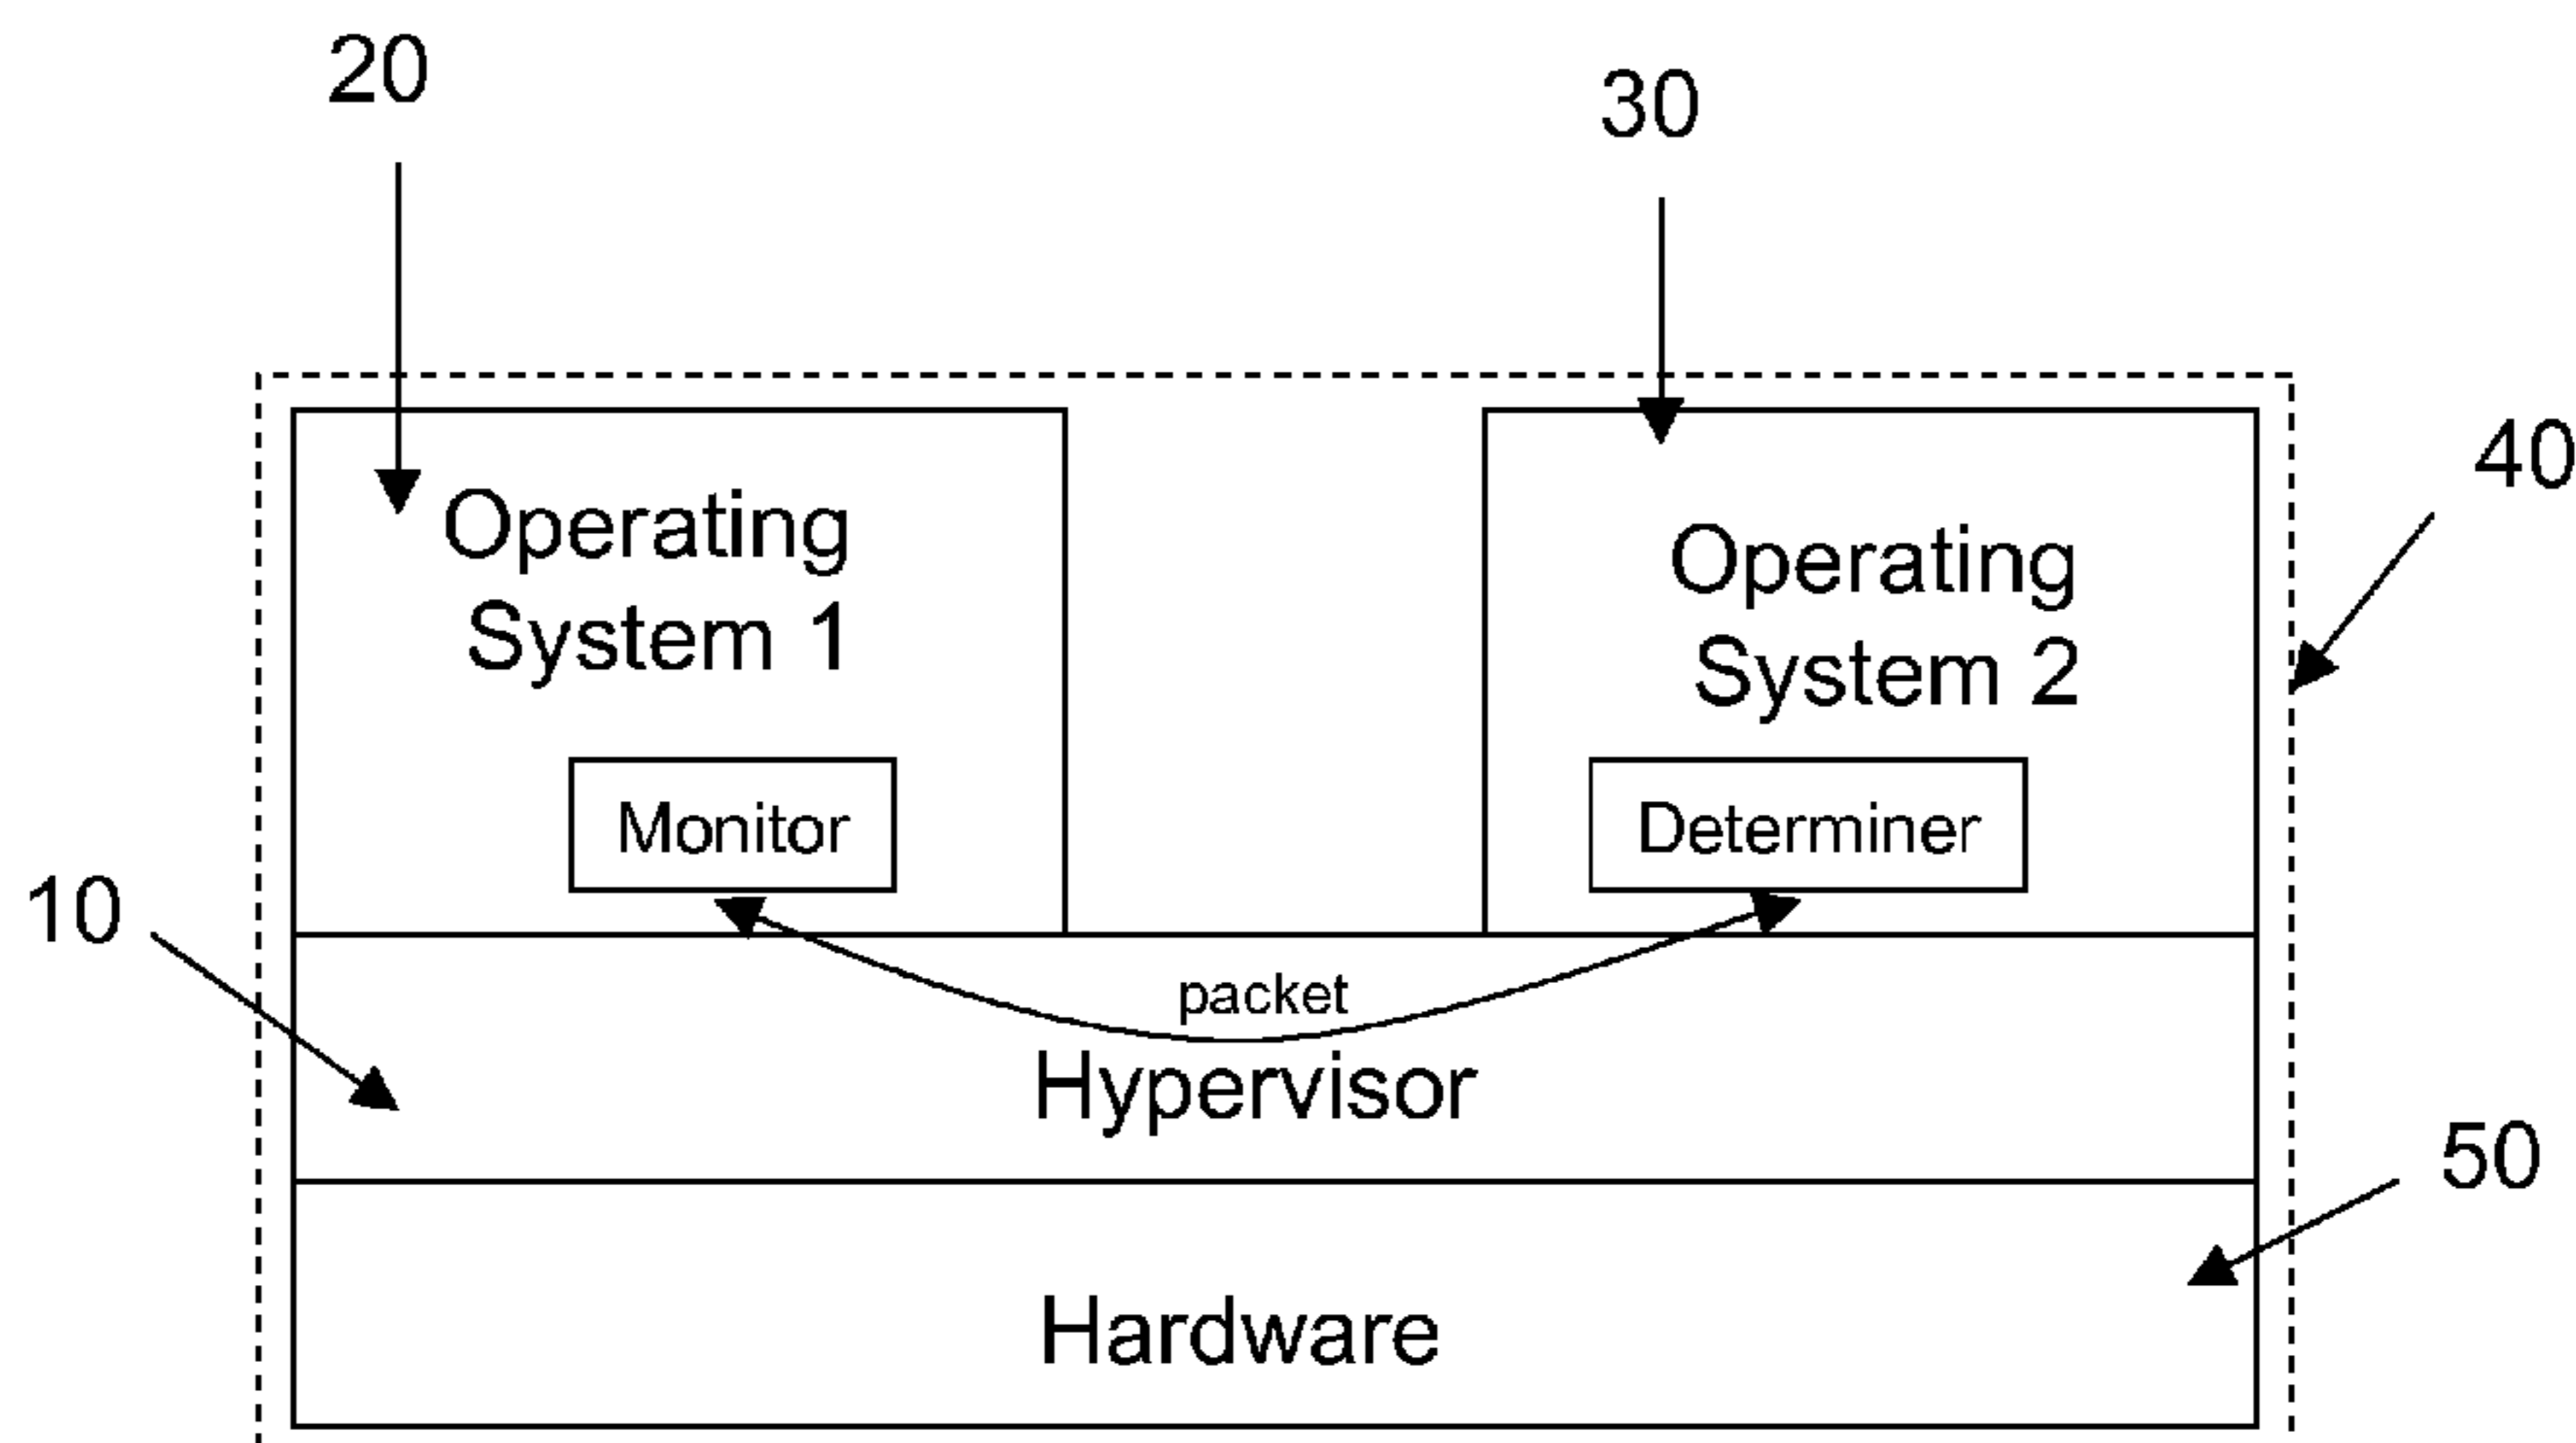 20
30
40
Operating
System 1
Operating
System 2
Monitor
Determiner
10
packet
Hypervisor
50
Hardware